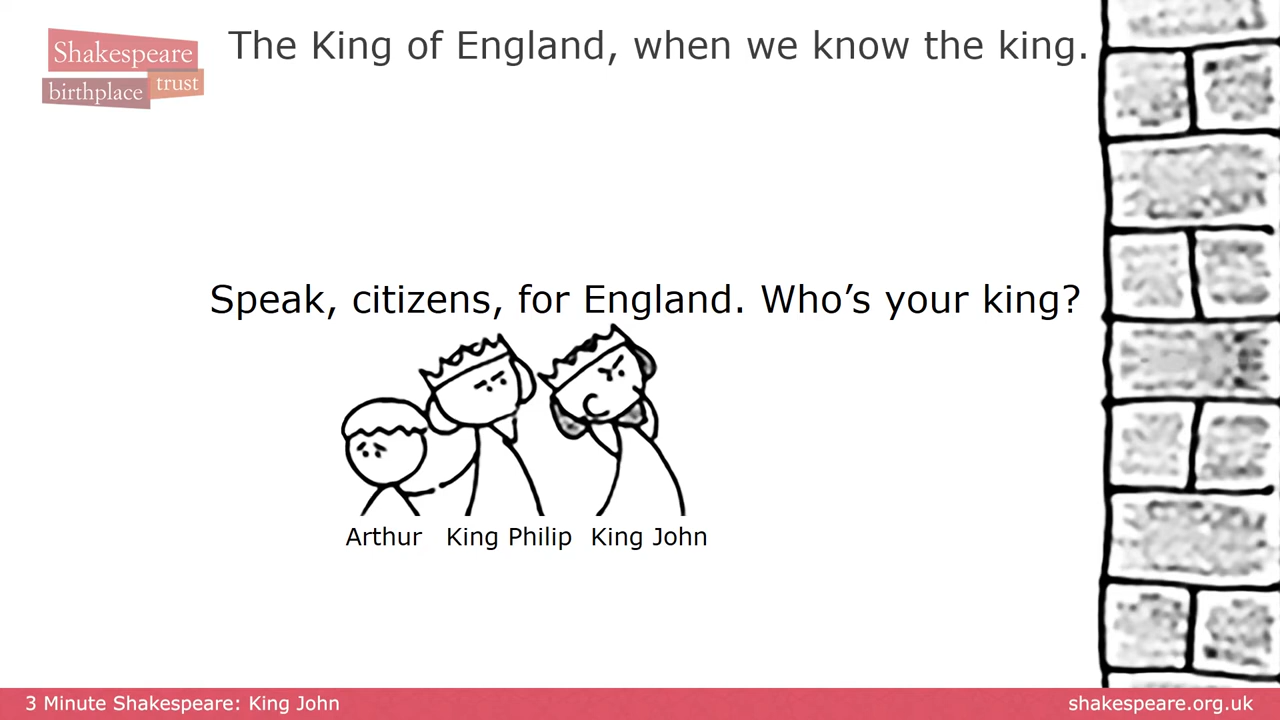 Shakespeare
birthplace trust
The King of England, when we know the king.
Speak, citizens, for England. Who’s your king?
Arthur King Philip King John
3 Minute Shakespeare: King John
shakespeare.org.uk